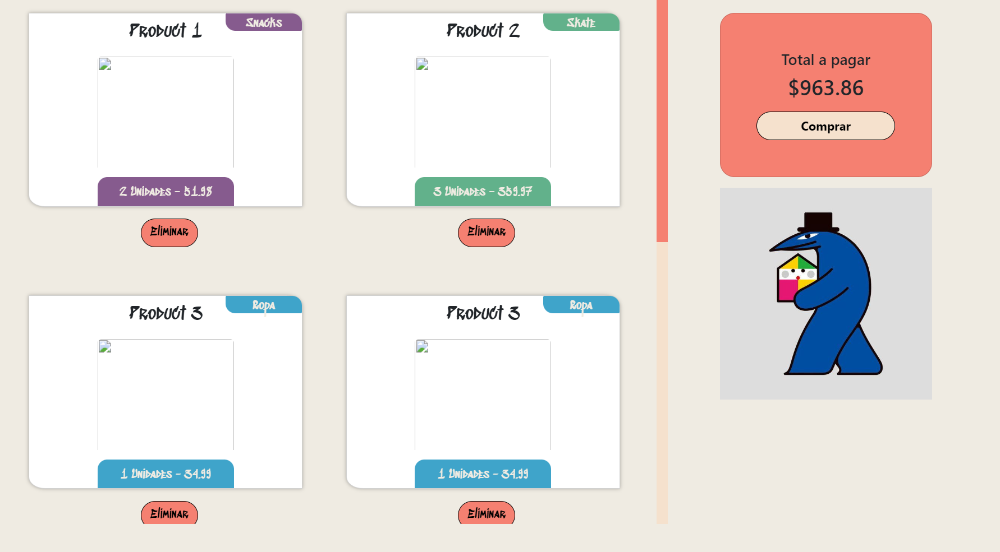 Product 1
Snacks
2 Unidades - 51.98
Eliminar
Product 2
Skate
3 Unidades - 359.97
Eliminar
Product 3
Ropa
1 Unidades - 34.99
Eliminar
Product 3
Ropa
1 Unidades - 34.99
Eliminar
Total a pagar
$963.86
Comprar